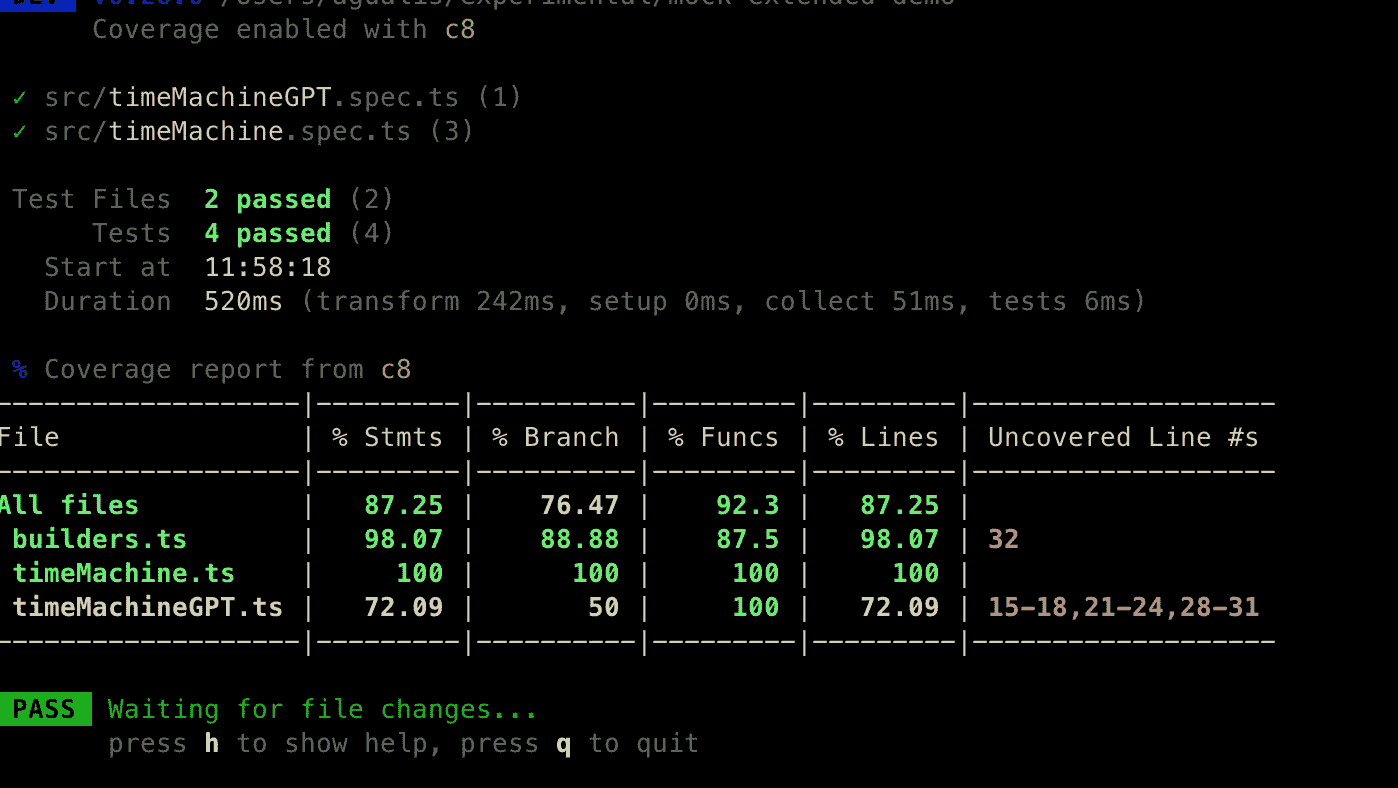 Coverage enabled with c8
✓ src/timeMachineGPT.spec.ts (1)
✓ src/timeMachine.spec.ts (3)
Test Files 2 passed (2)
Tests 4 passed (4)
Start at 11:58:18
Duration 520ms (transform 242ms, setup 0ms, collect 51ms, tests 6ms)
% Coverage report from c8
-------------------|---------|----------|---------|---------|-------------------
File | % Stmts | % Branch | % Funcs | % Lines | Uncovered Line #s
-------------------|---------|----------|---------|---------|-------------------
All files | 87.25 | 76.47 | 92.3 | 87.25 |
builders.ts | 98.07 | 88.88 | 87.5 | 98.07 | 32
timeMachine.ts | 100 | 100 | 100 | 100 |
timeMachineGPT.ts | 72.09 | 50 | 100 | 72.09 | 15-18,21-24,28-31
-------------------|---------|----------|---------|---------|-------------------
PASS Waiting for file changes...
press h to show help, press q to quit